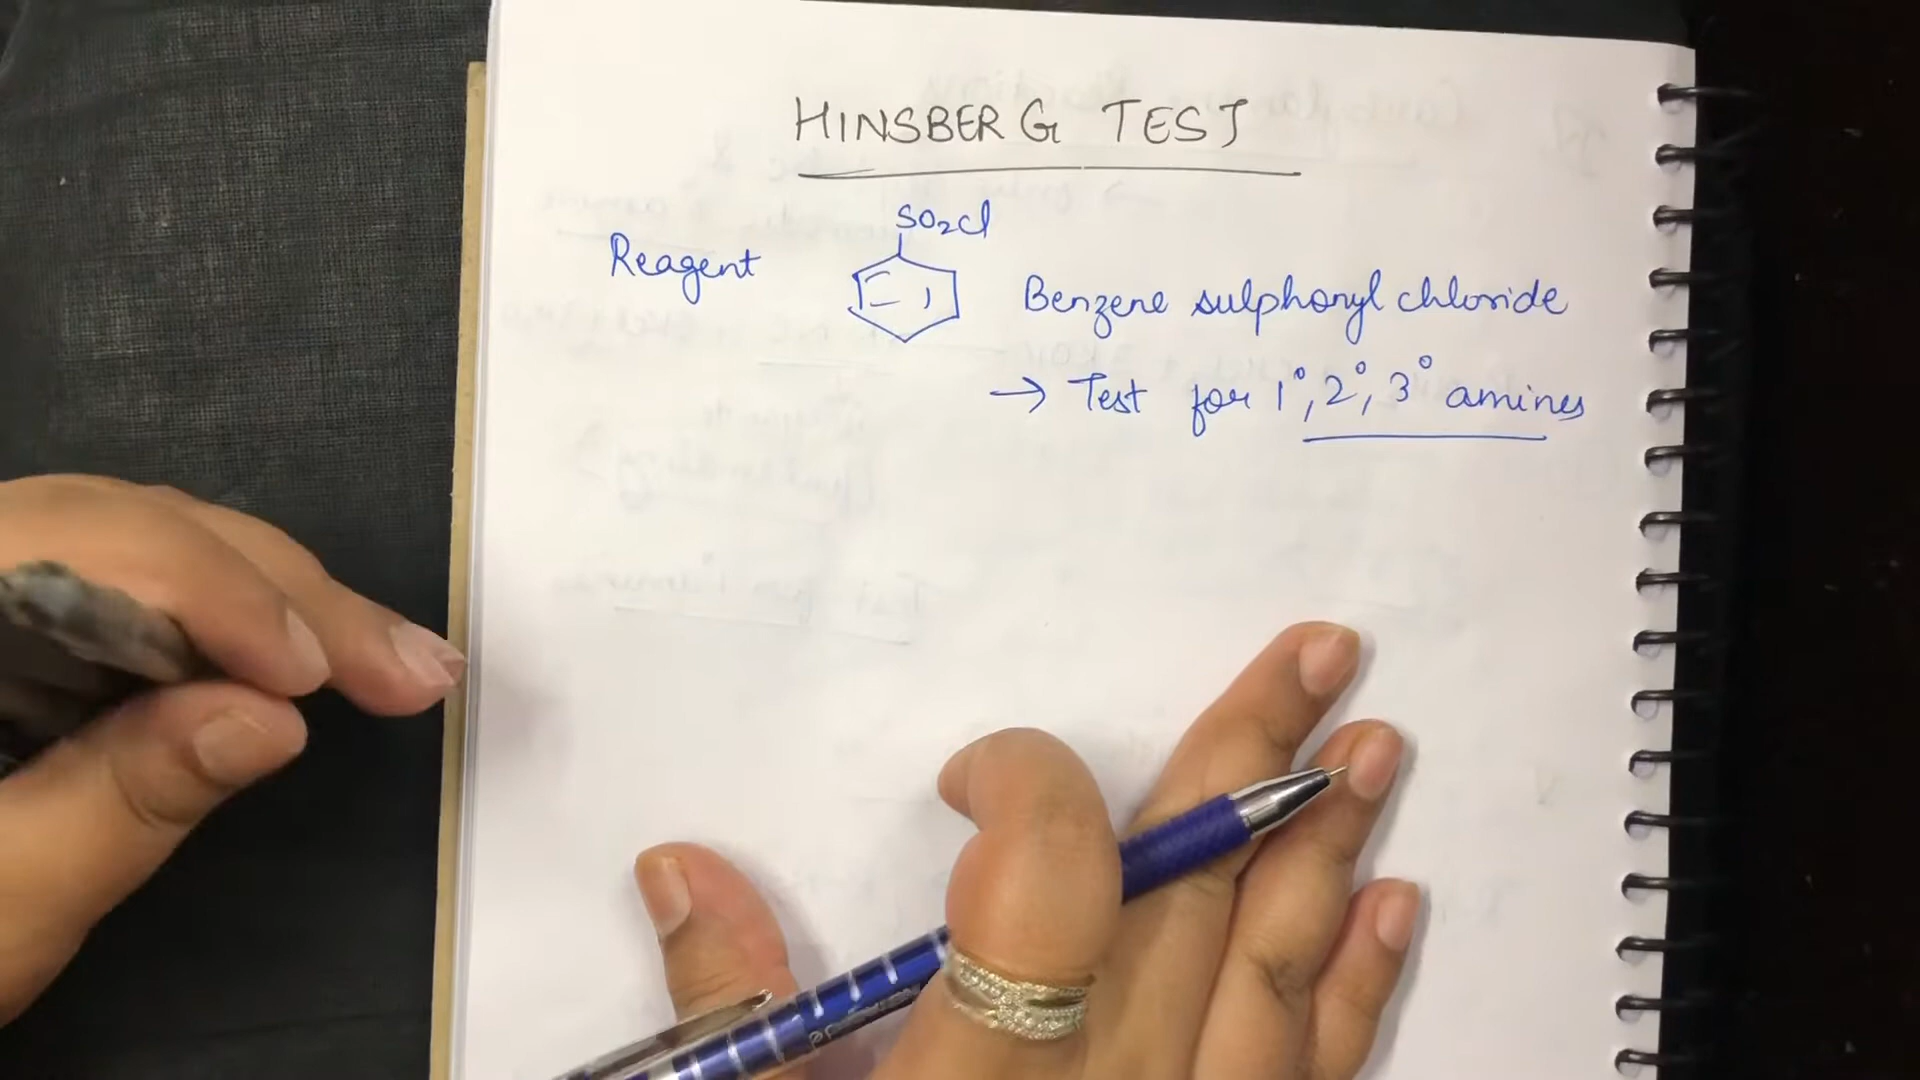 HINSBERG TEST
SO₂Cl
Reagent
Benzene sulphonyl chloride
→ Test for 1°, 2°, 3° amines